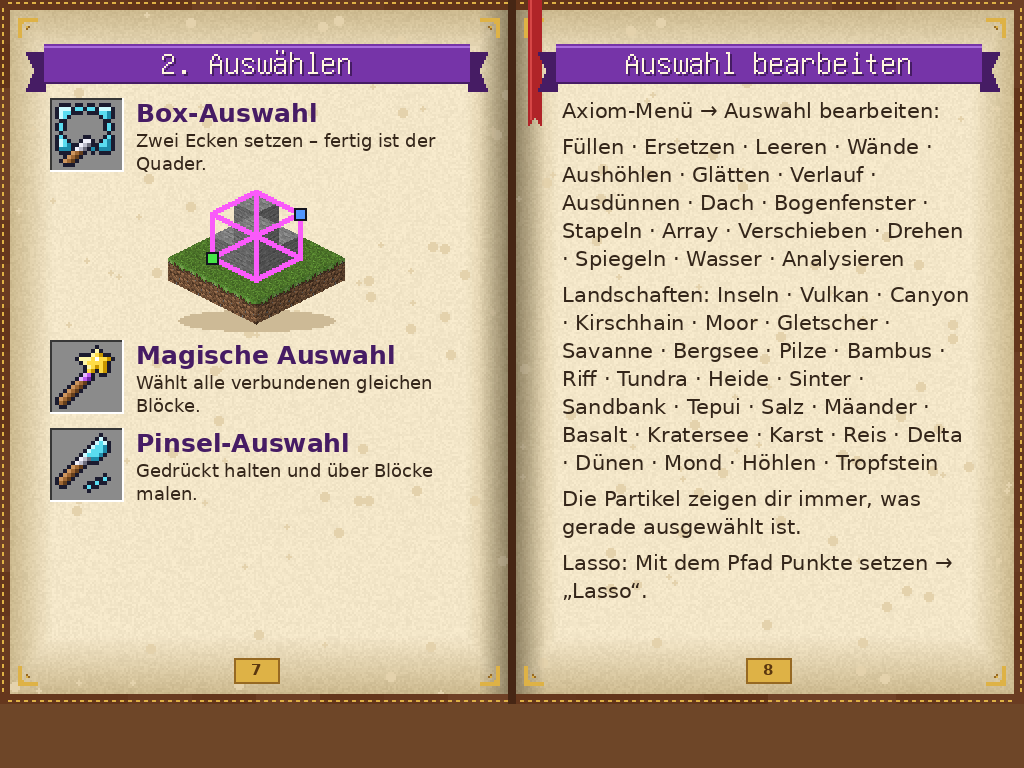 2. Auswählen
Box-Auswahl
Zwei Ecken setzen – fertig ist der
Quader.
Magische Auswahl
Wählt alle verbundenen gleichen
Blöcke.
Pinsel-Auswahl
Gedrückt halten und über Blöcke
malen.
7
Auswahl bearbeiten
Axiom-Menü → Auswahl bearbeiten:
Füllen · Ersetzen · Leeren · Wände ·
Aushöhlen · Glätten · Verlauf ·
Ausdünnen · Dach · Bogenfenster ·
Stapeln · Array · Verschieben · Drehen
· Spiegeln · Wasser · Analysieren
Landschaften: Inseln · Vulkan · Canyon
· Kirschhain · Moor · Gletscher ·
Savanne · Bergsee · Pilze · Bambus ·
Riff · Tundra · Heide · Sinter ·
Sandbank · Tepui · Salz · Mäander ·
Basalt · Kratersee · Karst · Reis · Delta
· Dünen · Mond · Höhlen · Tropfstein
Die Partikel zeigen dir immer, was
gerade ausgewählt ist.
Lasso: Mit dem Pfad Punkte setzen →
„Lasso“.
8